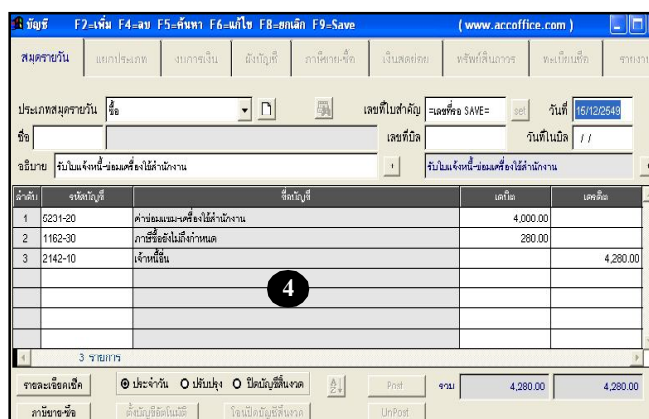 บัญชี F2=เพิ่ม F4=ลบ F5=ค้นหา F6=แก้ไข F8=ยกเลิก F9=Save ( www.accoffice.com )
สมุดรายวัน แยกประเภท งบการเงิน ผังบัญชี ภาษีขาย-ซื้อ เงินสดย่อย ทรัพย์สินถาวร ทะเบียนชื่อ รายงา
ประเภทสมุดรายวัน ซื้อ เลขที่ใบสำคัญ =เลขที่รอ SAVE= set วันที่ 15/12/2549
ชื่อ เลขที่บิล วันที่ในบิล / /
อธิบาย รับใบแจ้งหนี้-ซ่อมเครื่องใช้สำนักงาน รับใบแจ้งหนี้-ซ่อมเครื่องใช้สำนักงาน
ลำดับ รหัสบัญชี ชื่อบัญชี เดบิต เครดิต
1 5231-20 ค่าซ่อมแซม-เครื่องใช้สำนักงาน 4,000.00
2 1162-30 ภาษีซื้อยังไม่ถึงกำหนด 280.00
3 2142-10 เจ้าหนี้อื่น 4,280.00
4
3 รายการ
รายละเอียดเช็ค ประจำวัน ปรับปรุง ปิดบัญชีสิ้นงวด Post รวม 4,280.00 4,280.00
ภาษีขาย-ซื้อ ตั้งบัญชีอัตโนมัติ โอนปิดบัญชีสิ้นงวด UnPost